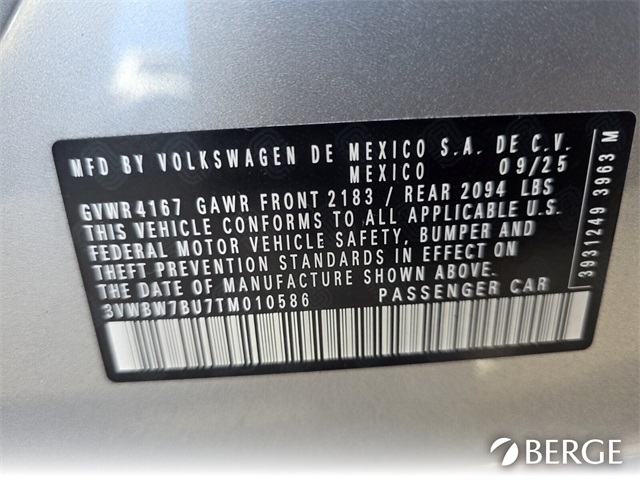 MFD BY VOLKSWAGEN DE MEXICO S.A. DE C.V.
MEXICO 09/25
GVWR 4167 GAWR FRONT 2183 / REAR 2094 LBS
THIS VEHICLE CONFORMS TO ALL APPLICABLE U.S.
FEDERAL MOTOR VEHICLE SAFETY, BUMPER AND
THEFT PREVENTION STANDARDS IN EFFECT ON
THE DATE OF MANUFACTURE SHOWN ABOVE.
3VWBW7BU7TM010586 PASSENGER CAR
3931249 3963 M
BERGE